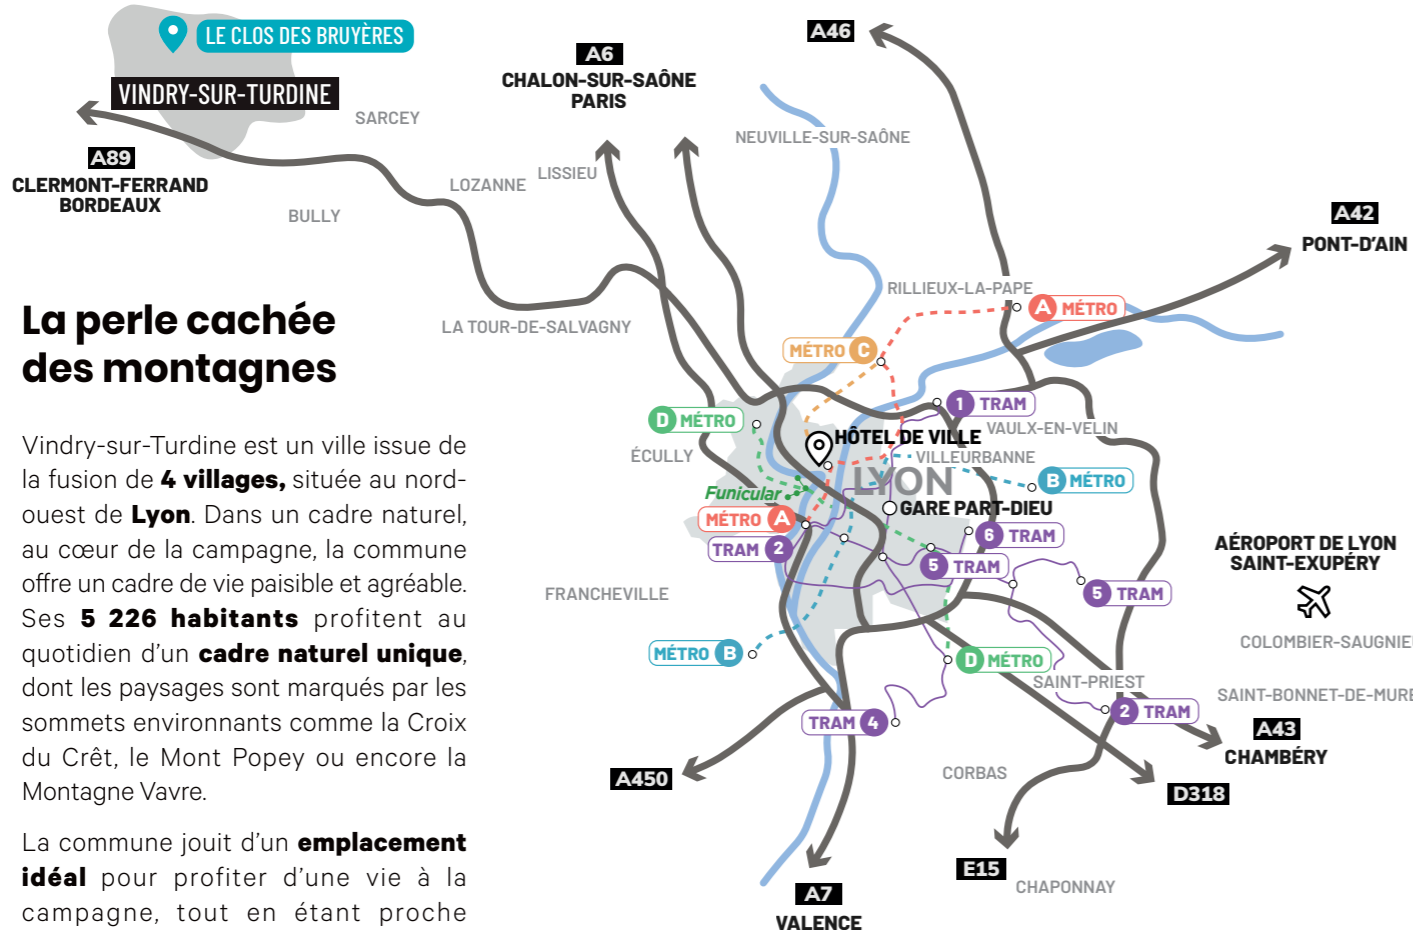 LE CLOS DES BRUYÈRES
VINDRY-SUR-TURDINE
A89
CLERMONT-FERRAND
BORDEAUX
SARCEY
BULLY
LOZANNE
LISSIEU
LA TOUR-DE-SALVAGNY
A6
CHALON-SUR-SAÔNE
PARIS
A46
NEUVILLE-SUR-SAÔNE
A42
PONT-D'AIN
RILLIEUX-LA-PAPE
A MÉTRO
MÉTRO C
1 TRAM
VAULX-EN-VELIN
D MÉTRO
HÔTEL DE VILLE
ÉCULLY
VILLEURBANNE
LYON
B MÉTRO
Funicular
GARE PART-DIEU
MÉTRO A
TRAM 2
6 TRAM
5 TRAM
5 TRAM
AÉROPORT DE LYON
SAINT-EXUPÉRY
FRANCHEVILLE
COLOMBIER-SAUGNIEU
MÉTRO B
D MÉTRO
SAINT-PRIEST
SAINT-BONNET-DE-MURE
TRAM 4
2 TRAM
A43
CHAMBÉRY
A450
CORBAS
D318
E15
CHAPONNAY
A7
VALENCE
La perle cachée
des montagnes
Vindry-sur-Turdine est un ville issue de
la fusion de 4 villages, située au nord-
ouest de Lyon. Dans un cadre naturel,
au cœur de la campagne, la commune
offre un cadre de vie paisible et agréable.
Ses 5 226 habitants profitent au
quotidien d'un cadre naturel unique,
dont les paysages sont marqués par les
sommets environnants comme la Croix
du Crêt, le Mont Popey ou encore la
Montagne Vavre.
La commune jouit d'un emplacement
idéal pour profiter d'une vie à la
campagne, tout en étant proche